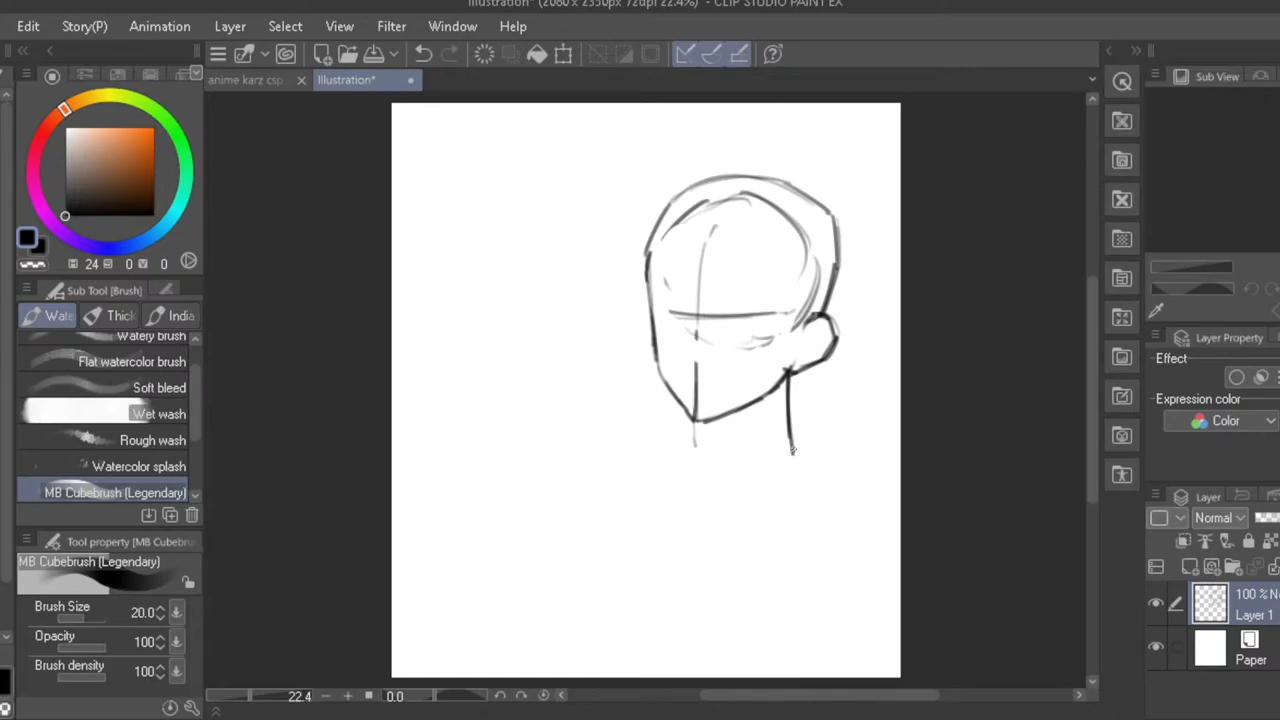 Illustration* (2080 x 2350px 72dpi 22.4%) - CLIP STUDIO PAINT EX
Edit Story(P) Animation Layer Select View Filter Window Help
anime karz csp Illustration*
Sub View
H 24 S 0 V 0
Sub Tool [Brush]
Wate Thick India
Watery brush
Flat watercolor brush
Soft bleed
Wet wash
Rough wash
Watercolor splash
MB Cubebrush (Legendary)
Tool property [MB Cubebru
MB Cubebrush (Legendary)
Brush Size 20.0
Opacity 100
Brush density 100
22.4 0.0
Layer Property
Effect
Expression color
Color
Layer
Normal
100 % No
Layer 1
Paper